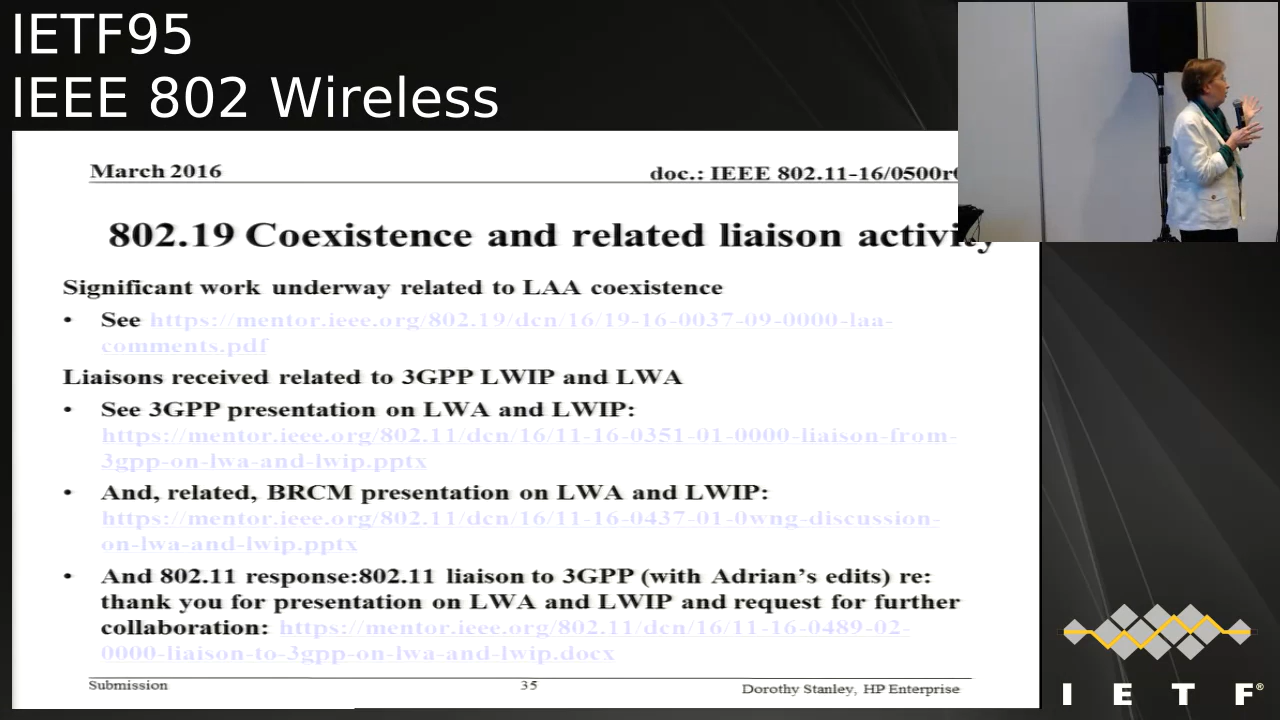 IETF95
IEEE 802 Wireless
March 2016
doc.: IEEE 802.11-16/0500r0
802.19 Coexistence and related liaison activity
Significant work underway related to LAA coexistence
• See https://mentor.ieee.org/802.19/dcn/16/19-16-0037-09-0000-laa-
comments.pdf
Liaisons received related to 3GPP LWIP and LWA
• See 3GPP presentation on LWA and LWIP:
https://mentor.ieee.org/802.11/dcn/16/11-16-0351-01-0000-liaison-from-
3gpp-on-lwa-and-lwip.pptx
• And, related, BRCM presentation on LWA and LWIP:
https://mentor.ieee.org/802.11/dcn/16/11-16-0437-01-0wng-discussion-
on-lwa-and-lwip.pptx
• And 802.11 response:802.11 liaison to 3GPP (with Adrian’s edits) re:
thank you for presentation on LWA and LWIP and request for further
collaboration: https://mentor.ieee.org/802.11/dcn/16/11-16-0489-02-
0000-liaison-to-3gpp-on-lwa-and-lwip.docx
Submission
35
Dorothy Stanley, HP Enterprise
I E T F®